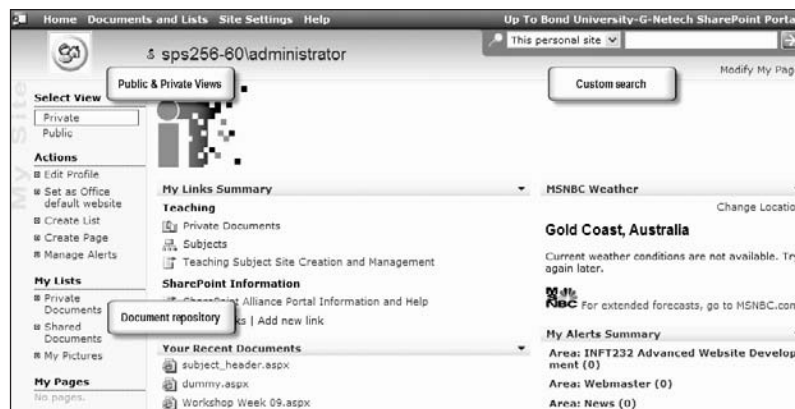 Home Documents and Lists Site Settings Help
Up To Bond University-G-Netech SharePoint Porta
sps256-60\administrator
This personal site
Modify My Pag
My Site
Public & Private Views
Custom search
Select View
Private
Public
Actions
Edit Profile
Set as Office
default website
Create List
Create Page
Manage Alerts
My Lists
Private
Documents
Shared
Documents
My Pictures
My Pages
No pages.
Document repository
My Links Summary
Teaching
Private Documents
Subjects
Teaching Subject Site Creation and Management
SharePoint Information
SharePoint Alliance Portal Information and Help
ks | Add new link
Your Recent Documents
subject_header.aspx
dummy.aspx
Workshop Week 09.aspx
MSNBC Weather
Change Locatio
Gold Coast, Australia
Current weather conditions are not available. Try
again later.
MSNBC For extended forecasts, go to MSNBC.com
My Alerts Summary
Area: INFT232 Advanced Website Develop
ment (0)
Area: Webmaster (0)
Area: News (0)